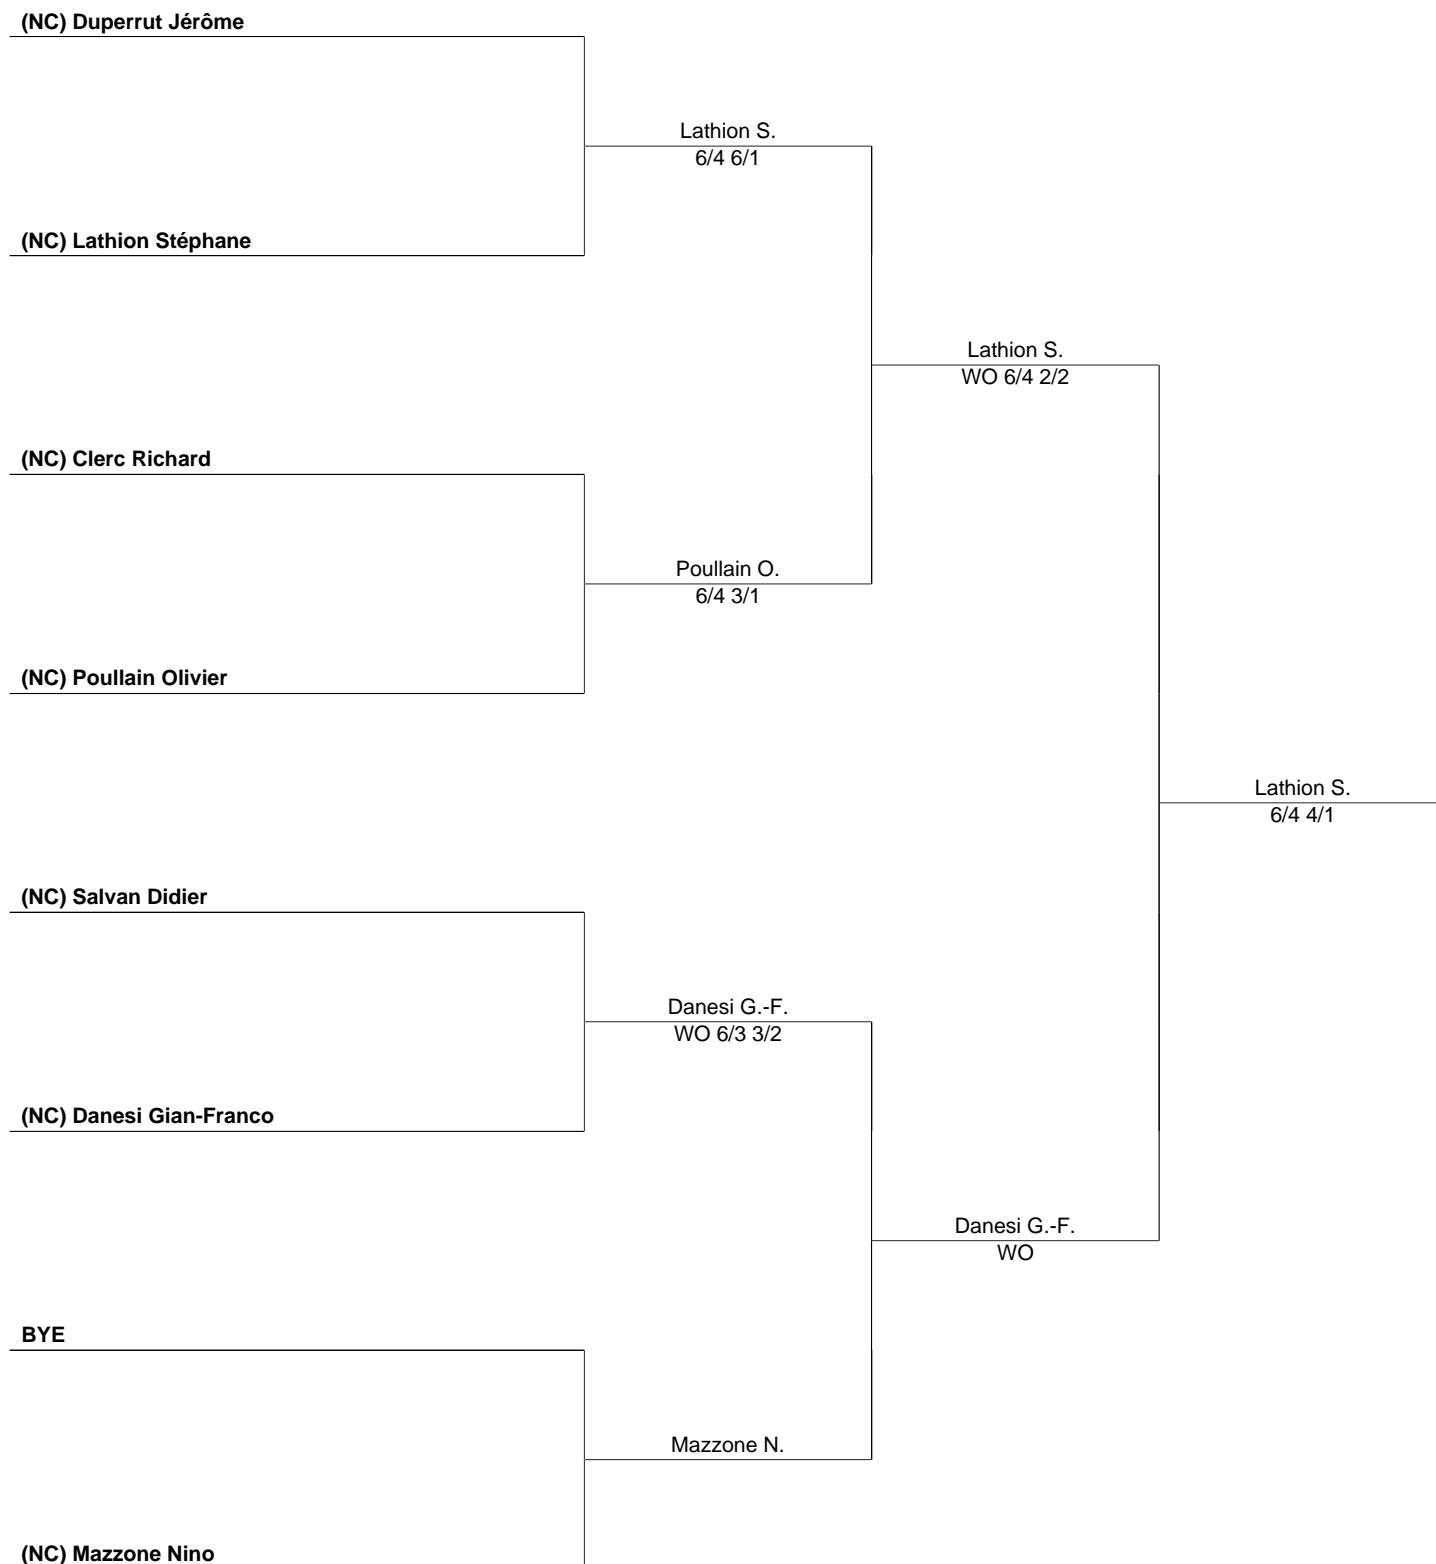 (NC) Duperrut Jérôme
Lathion S.
6/4 6/1
(NC) Lathion Stéphane
Lathion S.
WO 6/4 2/2
(NC) Clerc Richard
Poullain O.
6/4 3/1
(NC) Poullain Olivier
Lathion S.
6/4 4/1
(NC) Salvan Didier
Danesi G.-F.
WO 6/3 3/2
(NC) Danesi Gian-Franco
Danesi G.-F.
WO
BYE
Mazzone N.
(NC) Mazzone Nino